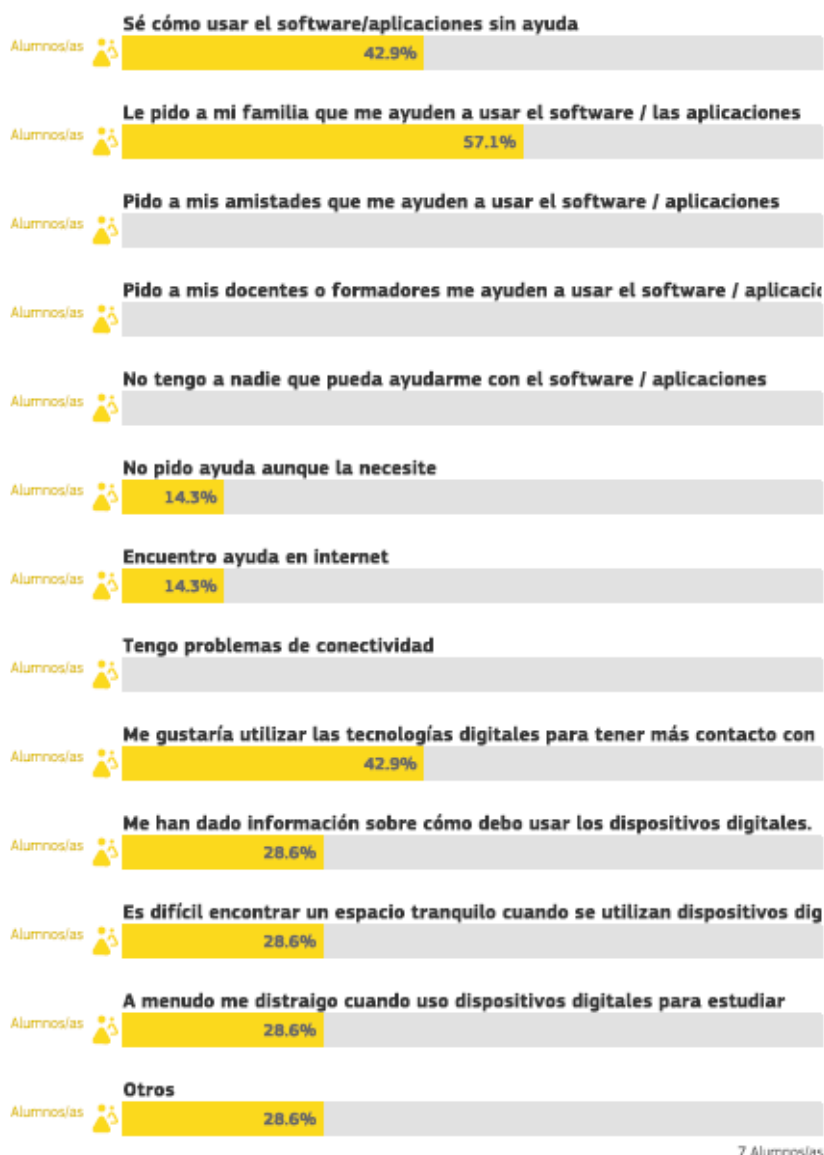 Sé cómo usar el software/aplicaciones sin ayuda
Alumnos/as
42.9%
Le pido a mi familia que me ayuden a usar el software / las aplicaciones
Alumnos/as
57.1%
Pido a mis amistades que me ayuden a usar el software / aplicaciones
Alumnos/as
Pido a mis docentes o formadores me ayuden a usar el software / aplicacio
Alumnos/as
No tengo a nadie que pueda ayudarme con el software / aplicaciones
Alumnos/as
No pido ayuda aunque la necesite
Alumnos/as
14.3%
Encuentro ayuda en internet
Alumnos/as
14.3%
Tengo problemas de conectividad
Alumnos/as
Me gustaría utilizar las tecnologías digitales para tener más contacto con
Alumnos/as
42.9%
Me han dado información sobre cómo debo usar los dispositivos digitales.
Alumnos/as
28.6%
Es difícil encontrar un espacio tranquilo cuando se utilizan dispositivos dig
Alumnos/as
28.6%
A menudo me distraigo cuando uso dispositivos digitales para estudiar
Alumnos/as
28.6%
Otros
Alumnos/as
28.6%
7 Alumnos/as